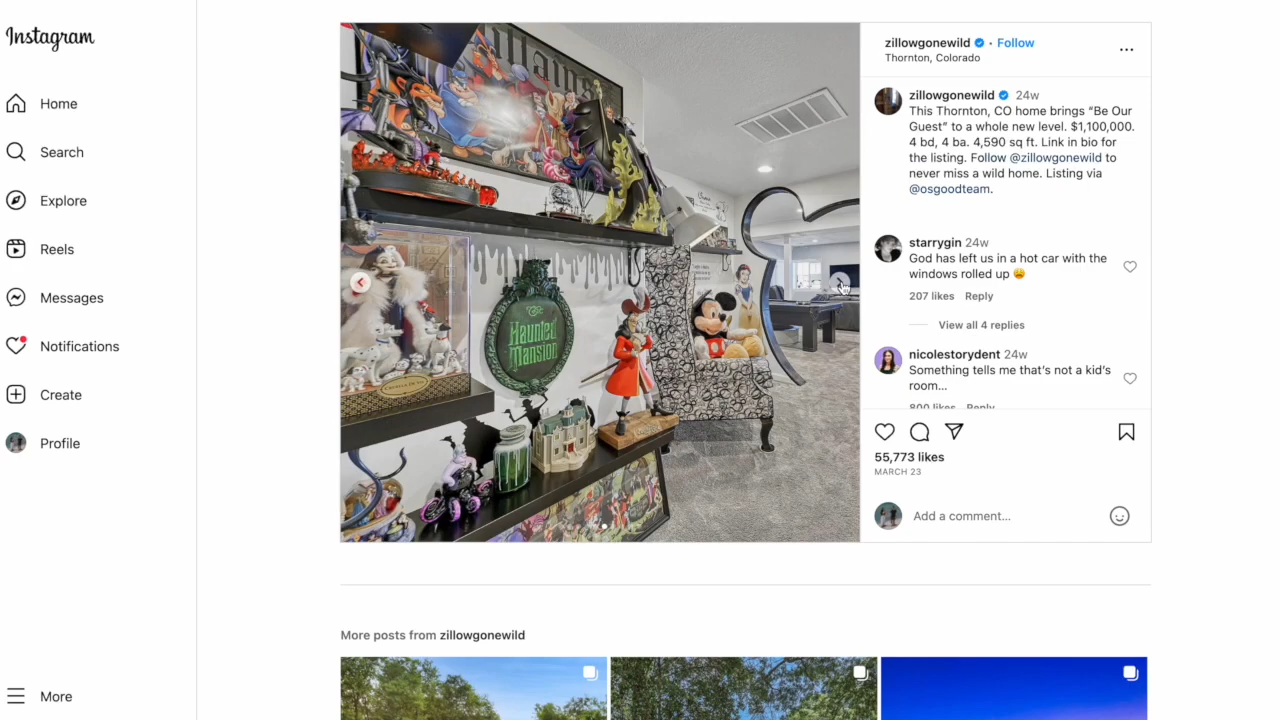 Instagram
Home
Search
Explore
Reels
Messages
Notifications
Create
Profile
More
Haunted
Mansion
zillowgonewild · Follow
Thornton, Colorado
zillowgonewild 24w
This Thornton, CO home brings “Be Our
Guest” to a whole new level. $1,100,000.
4 bd, 4 ba. 4,590 sq ft. Link in bio for
the listing. Follow @zillowgonewild to
never miss a wild home. Listing via
@osgoodteam.
starrygin 24w
God has left us in a hot car with the
windows rolled up 😩
207 likes Reply
View all 4 replies
nicolestorydent 24w
Something tells me that’s not a kid’s
room...
800 likes Reply
55,773 likes
MARCH 23
Add a comment...
More posts from zillowgonewild